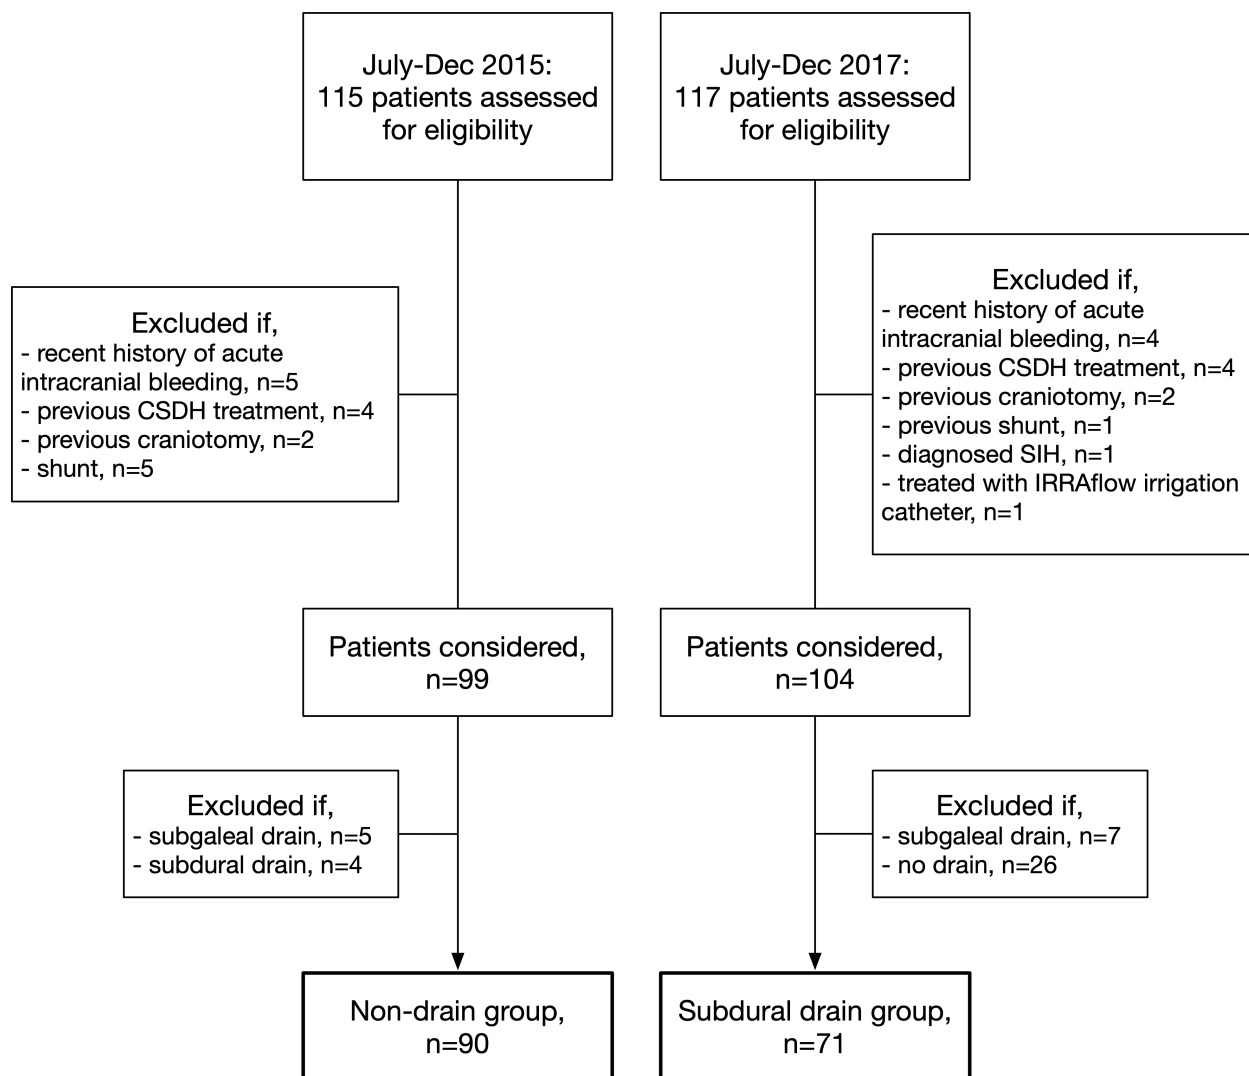 July-Dec 2015:
115 patients assessed
for eligibility
July-Dec 2017:
117 patients assessed
for eligibility
Excluded if,
- recent history of acute
intracranial bleeding, n=5
- previous CSDH treatment, n=4
- previous craniotomy, n=2
- shunt, n=5
Excluded if,
- recent history of acute
intracranial bleeding, n=4
- previous CSDH treatment, n=4
- previous craniotomy, n=2
- previous shunt, n=1
- diagnosed SIH, n=1
- treated with IRRAflow irrigation
catheter, n=1
Patients considered,
n=99
Patients considered,
n=104
Excluded if,
- subgaleal drain, n=5
- subdural drain, n=4
Excluded if,
- subgaleal drain, n=7
- no drain, n=26
Non-drain group,
n=90
Subdural drain group,
n=71